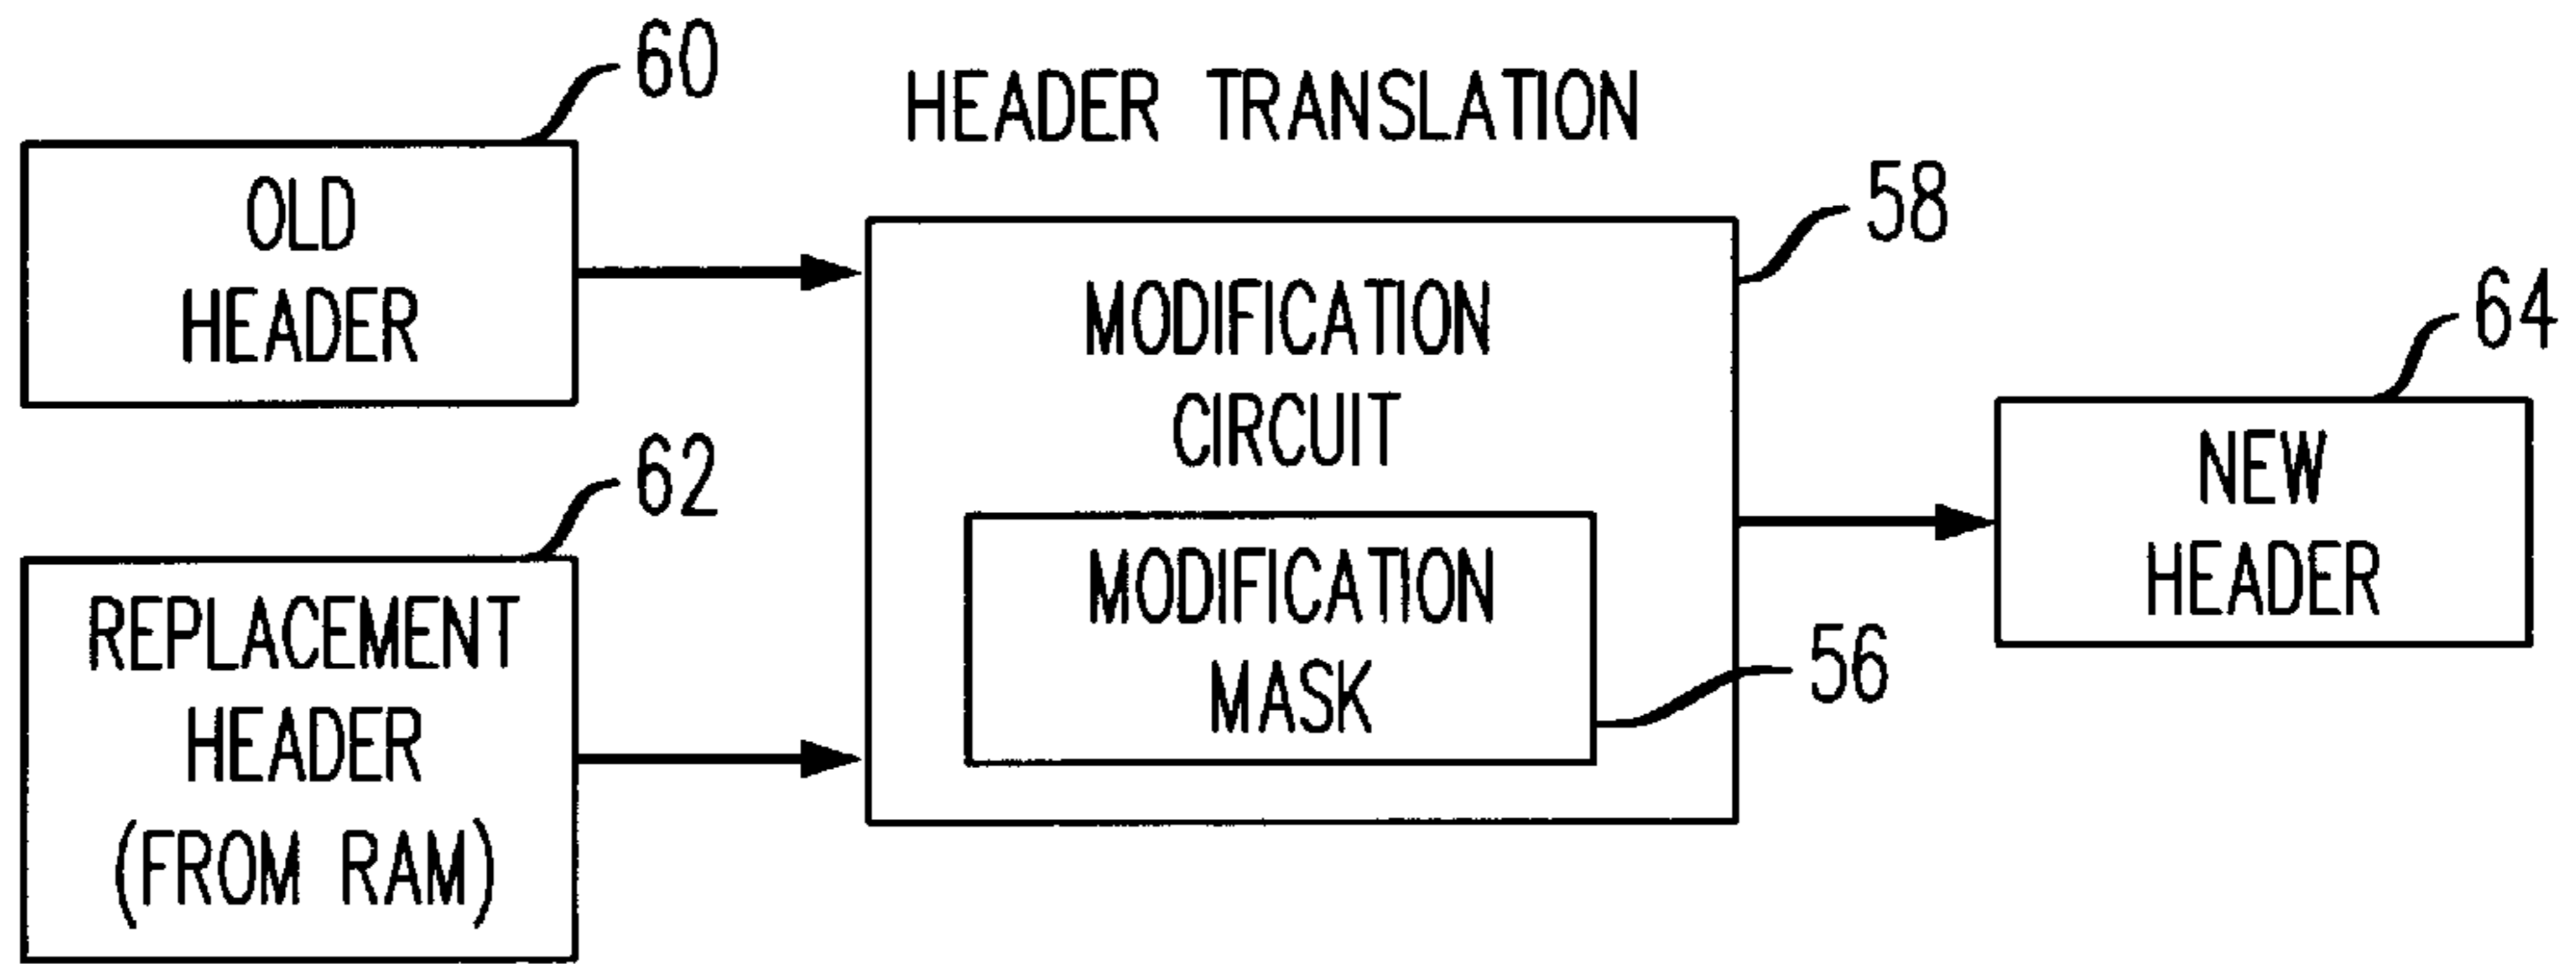 60
HEADER TRANSLATION
OLD
HEADER
58
MODIFICATION
CIRCUIT
64
NEW
HEADER
62
REPLACEMENT
HEADER
(FROM RAM)
MODIFICATION
MASK
56